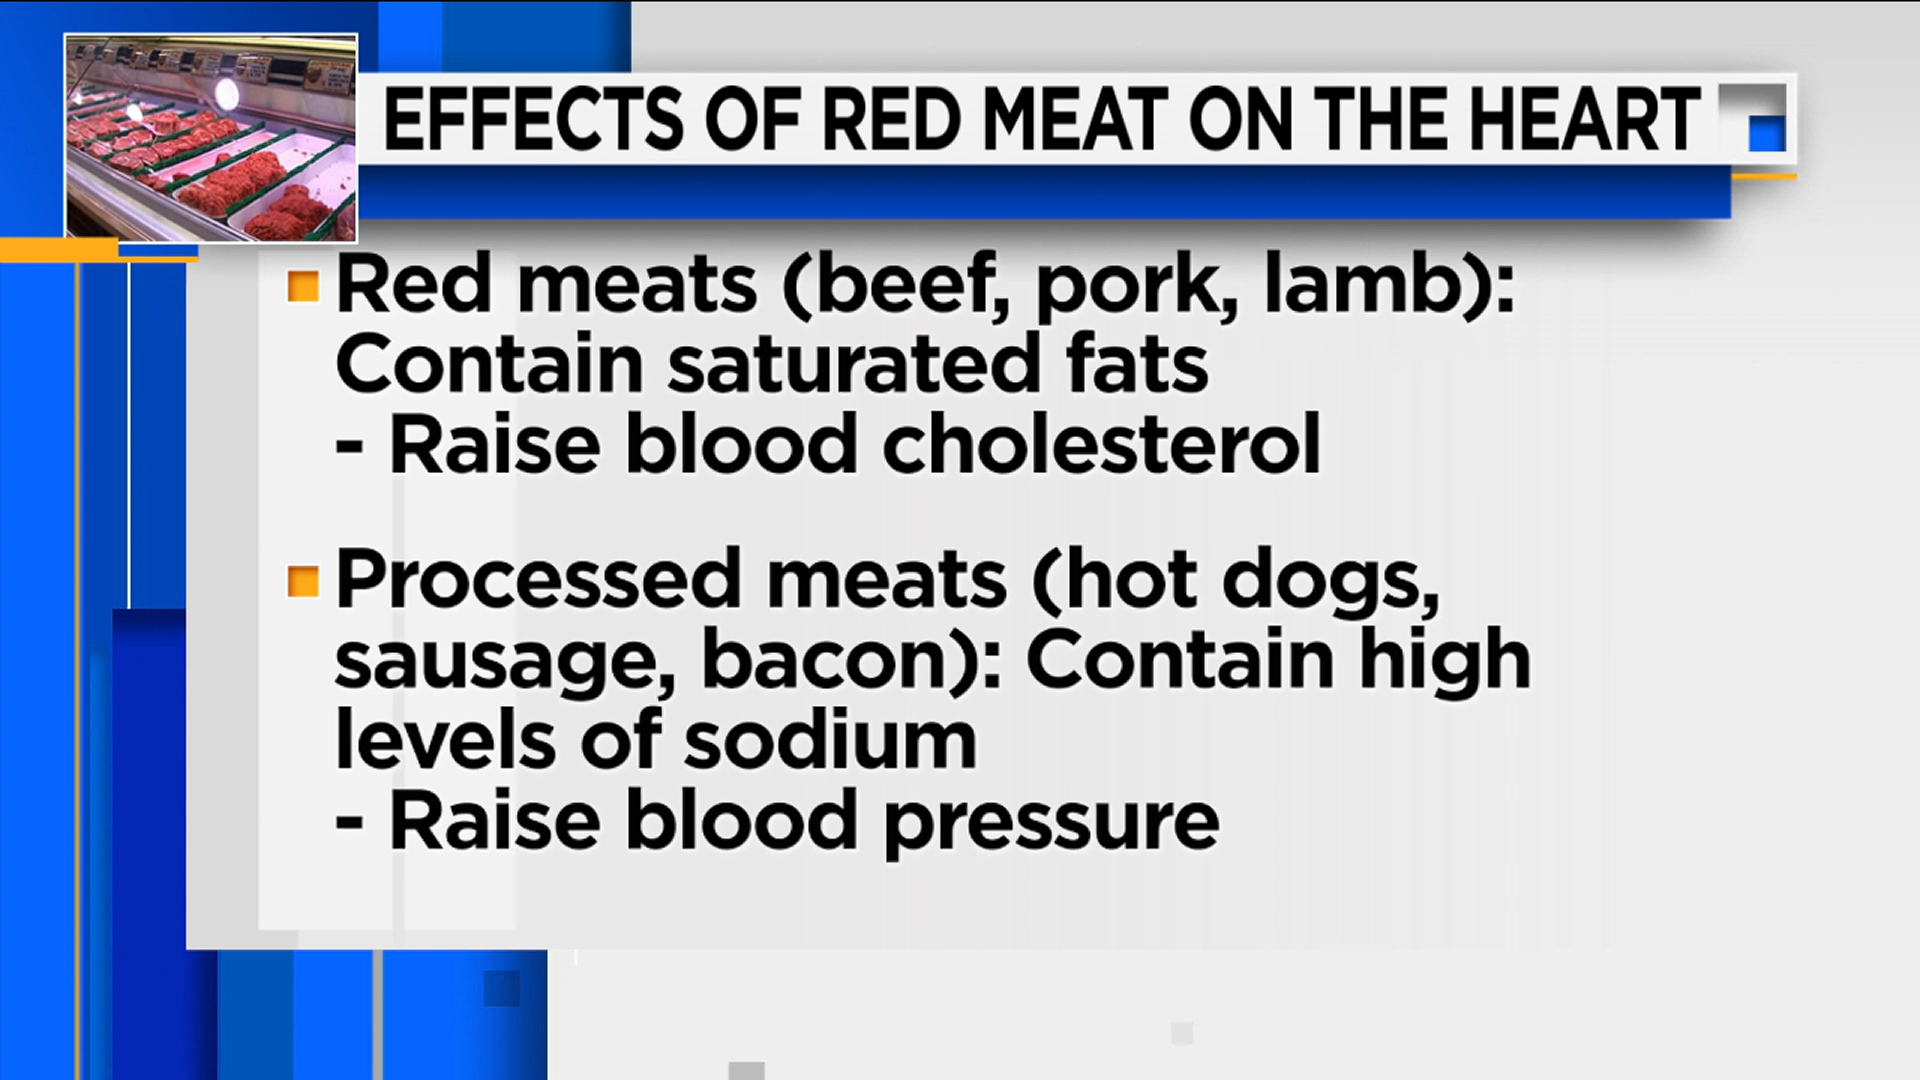 EFFECTS OF RED MEAT ON THE HEART
Red meats (beef, pork, lamb):
Contain saturated fats
- Raise blood cholesterol
Processed meats (hot dogs,
sausage, bacon): Contain high
levels of sodium
- Raise blood pressure